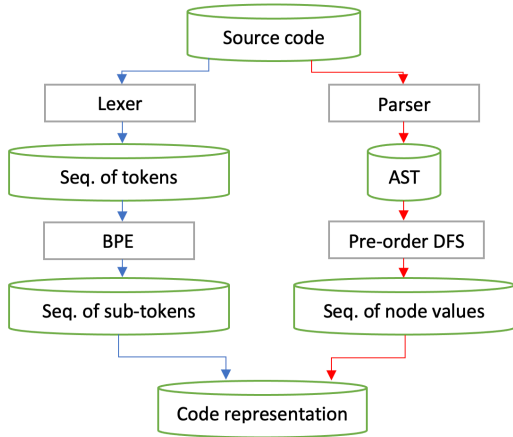 Source code
Lexer
Parser
Seq. of tokens
AST
BPE
Pre-order DFS
Seq. of sub-tokens
Seq. of node values
Code representation